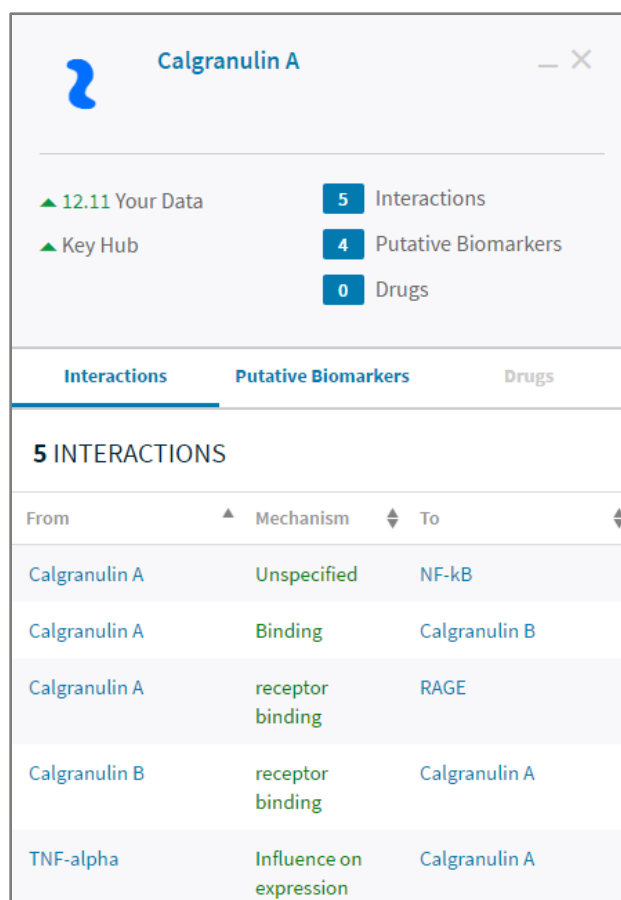 Calgranulin A
12.11 Your Data
5 Interactions
Key Hub
4 Putative Biomarkers
0 Drugs
Interactions Putative Biomarkers Drugs
5 INTERACTIONS
From Mechanism To
Calgranulin A Unspecified NF-kB
Calgranulin A Binding Calgranulin B
Calgranulin A receptor RAGE
binding
Calgranulin B receptor Calgranulin A
binding
TNF-alpha Influence on Calgranulin A
expression